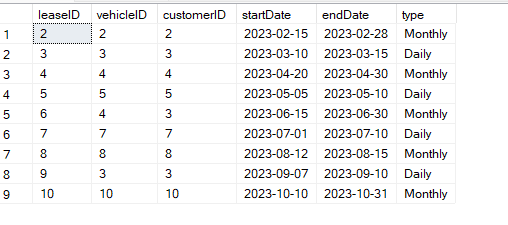 leaseID vehicleID customerID startDate endDate type
1 2 2 2 2023-02-15 2023-02-28 Monthly
2 3 3 3 2023-03-10 2023-03-15 Daily
3 4 4 4 2023-04-20 2023-04-30 Monthly
4 5 5 5 2023-05-05 2023-05-10 Daily
5 6 4 3 2023-06-15 2023-06-30 Monthly
6 7 7 7 2023-07-01 2023-07-10 Daily
7 8 8 8 2023-08-12 2023-08-15 Monthly
8 9 3 3 2023-09-07 2023-09-10 Daily
9 10 10 10 2023-10-10 2023-10-31 Monthly